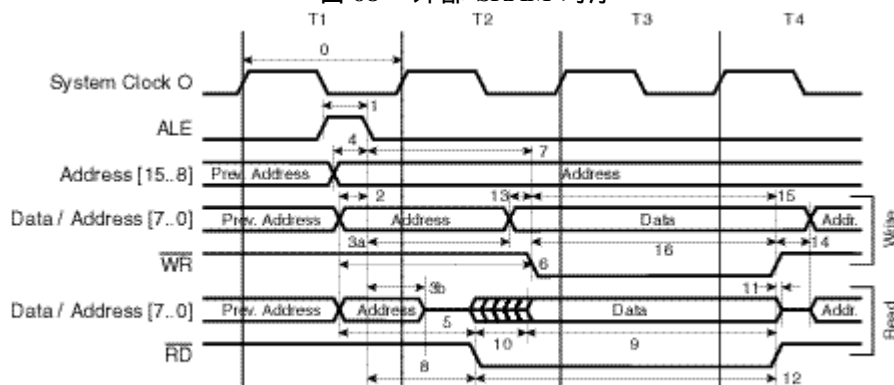 T1 T2 T3 T4
0
System Clock O
1
ALE
4 7
Address [15..8] Prev. Address Address
2 13 15
Data / Address [7..0] Prev. Address Address Data Addr.
3a 16 14
WR 6
Write
3b 11
Data / Address [7..0] Prev. Address Address Data Addr.
5 10 9
Read
RD
8 12